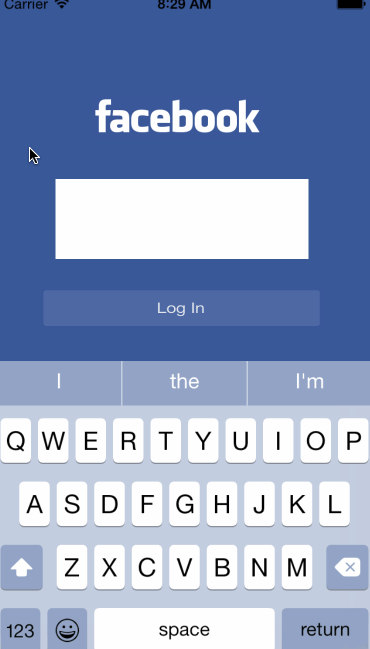 Carrier 8:29 AM
facebook
Log In
I the I'm
Q W E R T Y U I O P
A S D F G H J K L
Z X C V B N M
123 space return